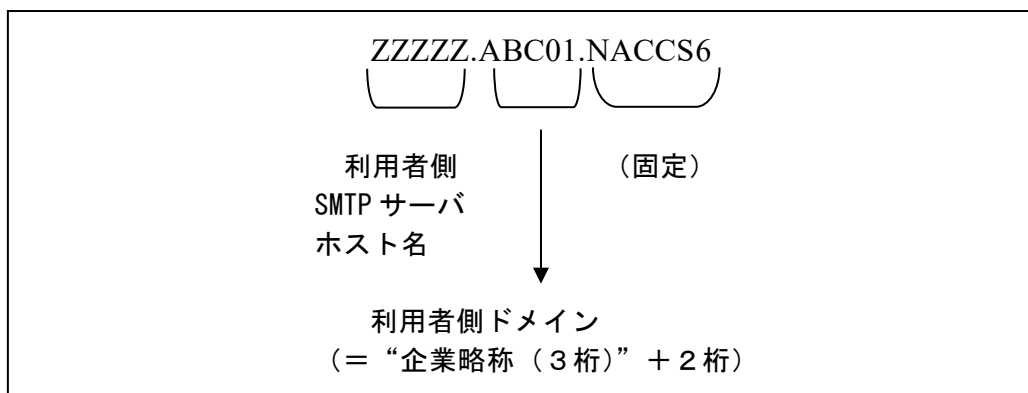 ZZZZZ.ABC01.NACCS6
利用者側 （固定）
SMTP サーバ
ホスト名
利用者側ドメイン
（＝“企業略称（３桁）”＋２桁）